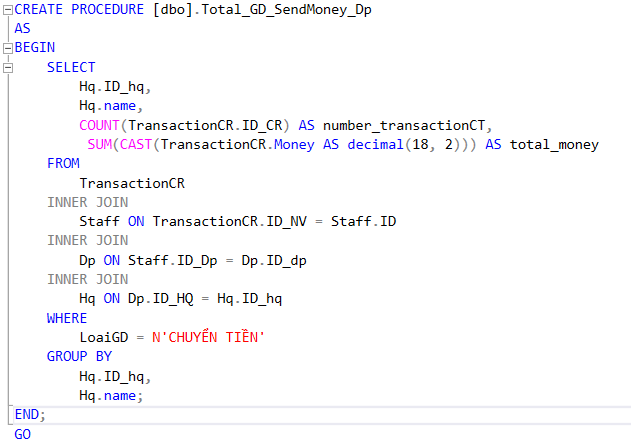 CREATE PROCEDURE [dbo].Total_GD_SendMoney_Dp
AS
BEGIN
    SELECT
        Hq.ID_hq,
        Hq.name,
        COUNT(TransactionCR.ID_CR) AS number_transactionCT,
         SUM(CAST(TransactionCR.Money AS decimal(18, 2))) AS total_money
    FROM
        TransactionCR
    INNER JOIN
        Staff ON TransactionCR.ID_NV = Staff.ID
    INNER JOIN
        Dp ON Staff.ID_Dp = Dp.ID_dp
    INNER JOIN
        Hq ON Dp.ID_HQ = Hq.ID_hq
    WHERE
        LoaiGD = N'CHUYỂN TIỀN'
    GROUP BY
        Hq.ID_hq,
        Hq.name;
END;
GO